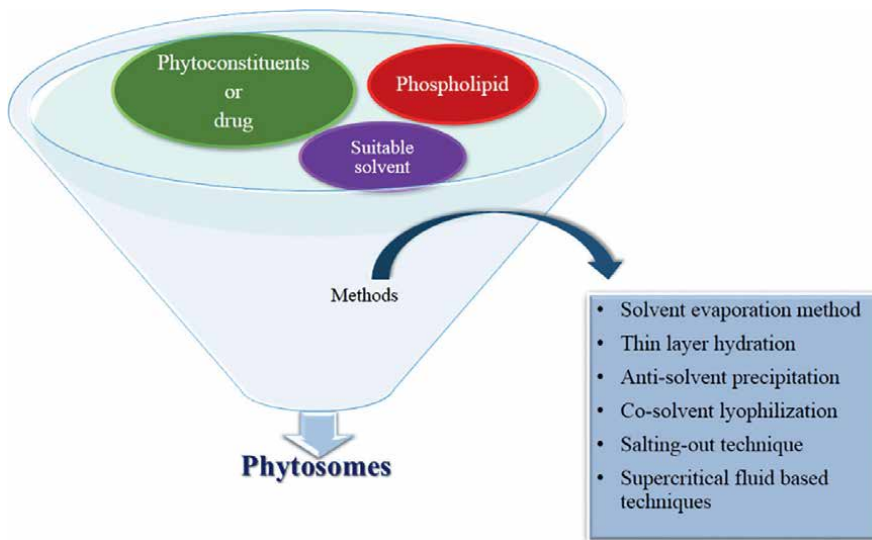 Phytoconstituents
or
drug
Phospholipid
Suitable
solvent
Methods
Phytosomes
• Solvent evaporation method
• Thin layer hydration
• Anti-solvent precipitation
• Co-solvent lyophilization
• Salting-out technique
• Supercritical fluid based
techniques